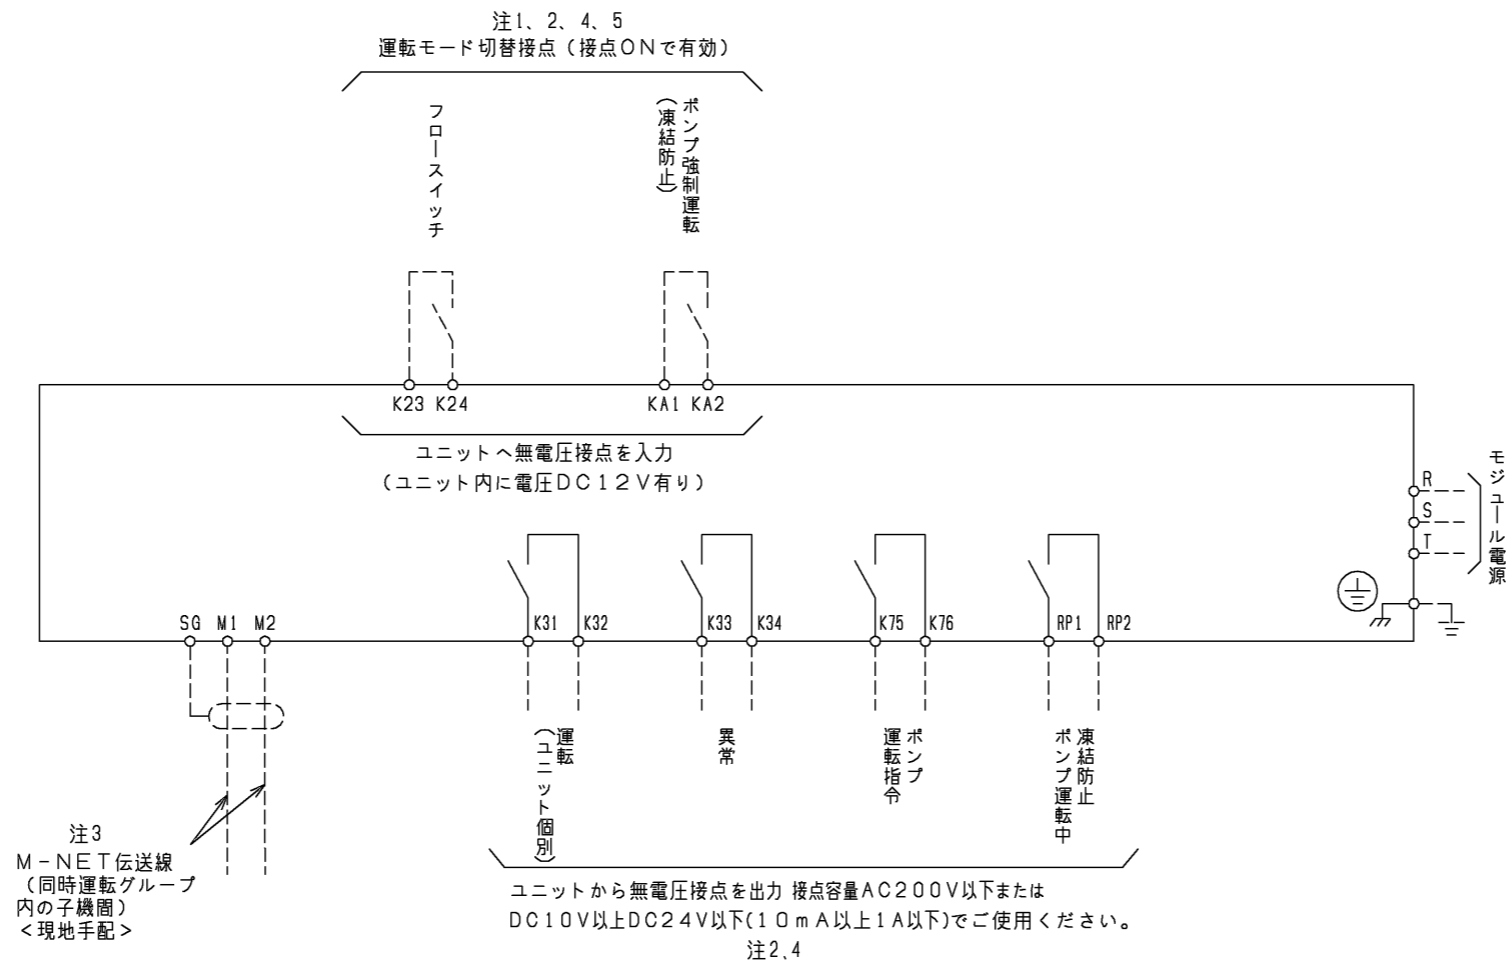 注1、2、4、5
運転モード切替接点（接点ONで有効）
フロースイッチ
ポンプ強制運転
（凍結防止）
K23 K24
KA1 KA2
ユニットへ無電圧接点を入力
（ユニット内に電圧DC12V有り）
モジュール電源
R
S
T
SG M1 M2
K31 K32
K33 K34
K75 K76
RP1 RP2
運転
（ユニット個別）
異常
ポンプ
運転指令
凍結防止
ポンプ運転中
注3
M-NET伝送線
（同時運転グループ
内の子機間）
<現地手配>
ユニットから無電圧接点を出力 接点容量AC200V以下または
DC10V以上DC24V以下(10mA以上1A以下)でご使用ください。
注2、4